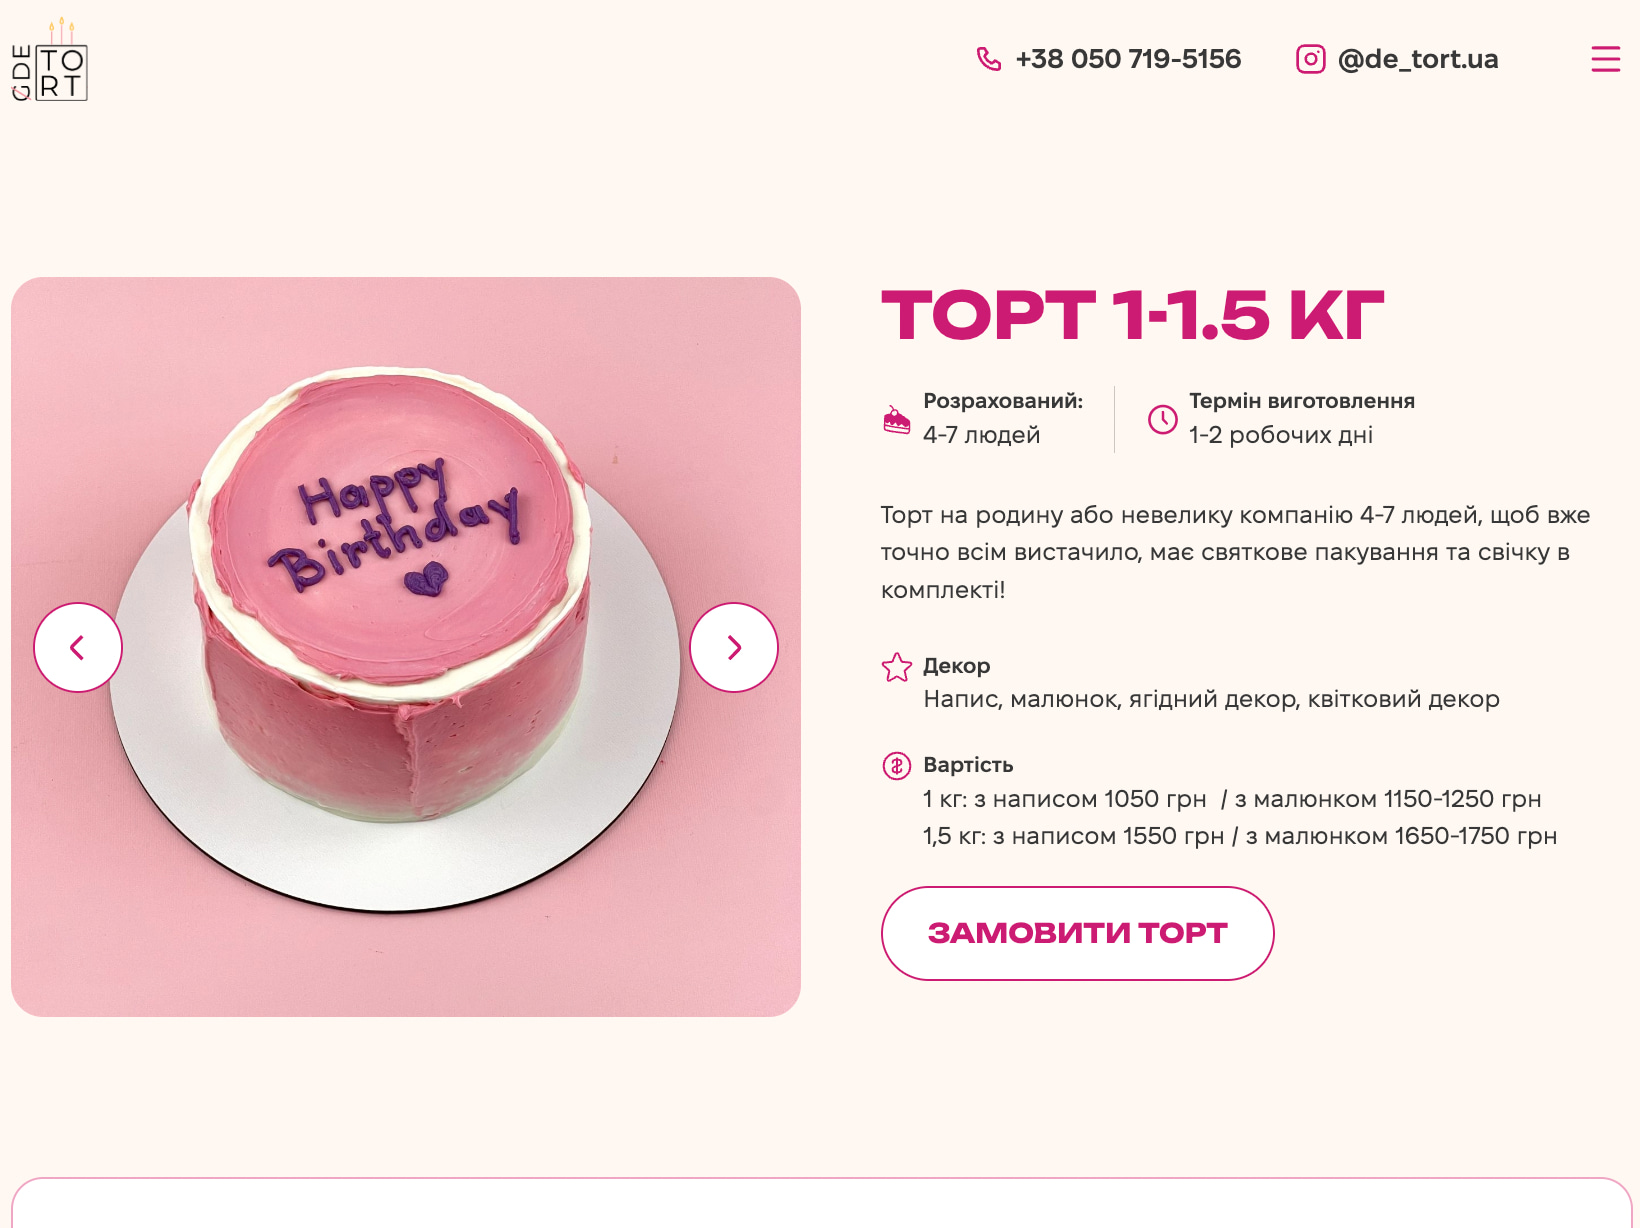 GDE
TO
RT
+38 050 719-5156
@de_tort.ua
Happy
Birthday
ТОРТ 1-1.5 КГ
Розрахований:
4-7 людей
Термін виготовлення
1-2 робочих дні
Торт на родину або невелику компанію 4-7 людей, щоб вже
точно всім вистачило, має святкове пакування та свічку в
комплекті!
Декор
Напис, малюнок, ягідний декор, квітковий декор
Вартість
1 кг: з написом 1050 грн / з малюнком 1150-1250 грн
1,5 кг: з написом 1550 грн / з малюнком 1650-1750 грн
ЗАМОВИТИ ТОРТ